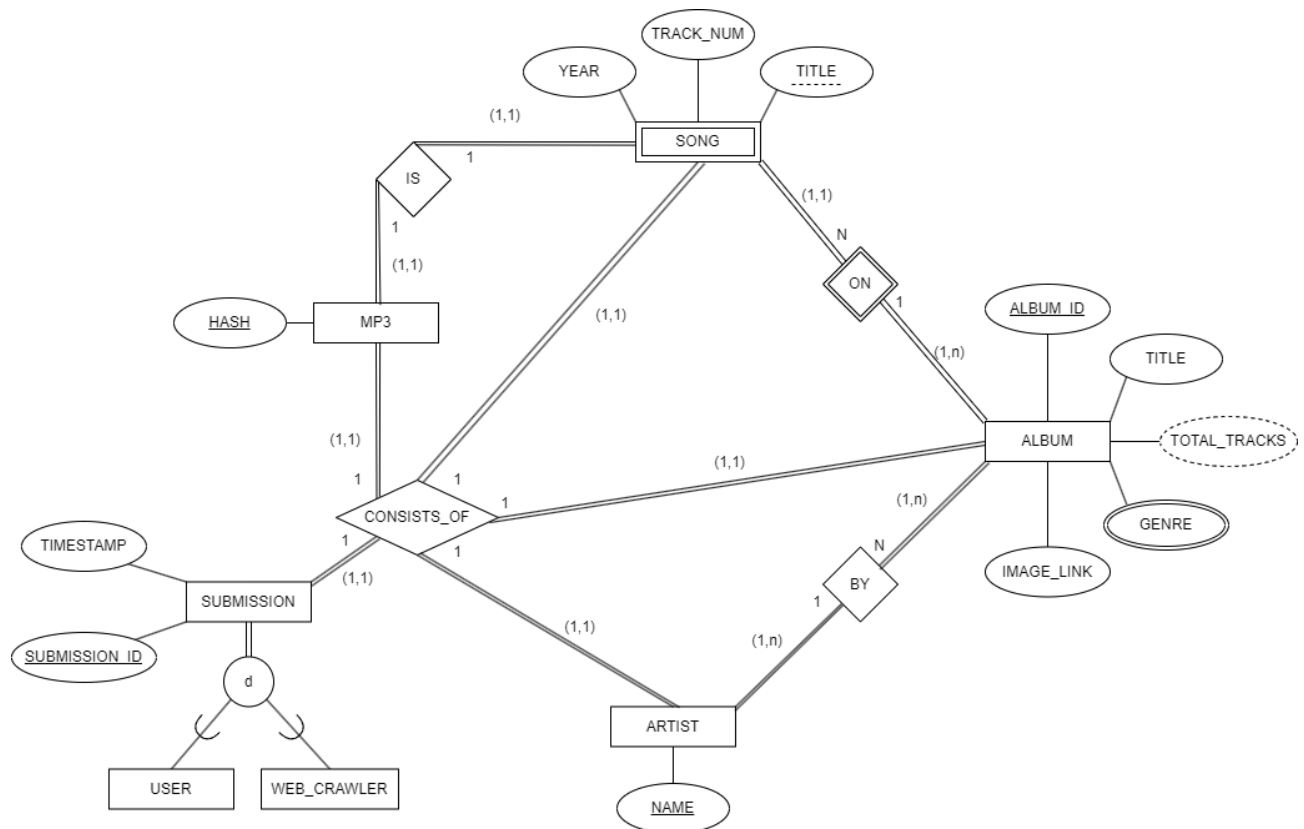 TRACK_NUM
YEAR
TITLE
(1,1)
SONG
1
IS
(1,1)
1
N
(1,1)
ON
1
HASH
MP3
(1,1)
ALBUM_ID
(1,n)
TITLE
(1,1)
ALBUM
TOTAL_TRACKS
(1,1)
1
1
1
CONSISTS_OF
(1,n)
GENRE
TIMESTAMP
1
1
N
(1,1)
BY
IMAGE_LINK
SUBMISSION
1
(1,1)
(1,n)
SUBMISSION_ID
d
ARTIST
USER
WEB_CRAWLER
NAME